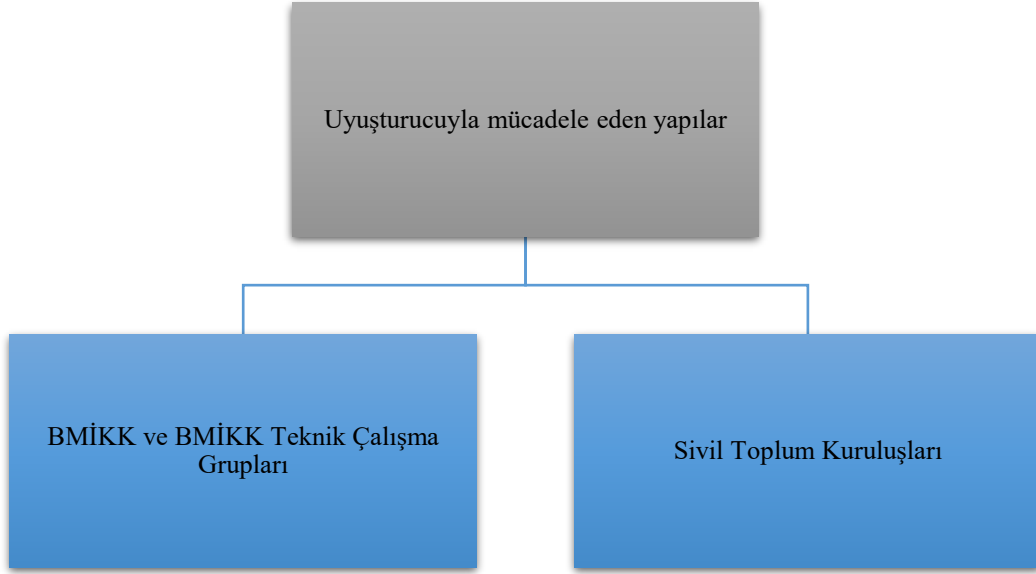 Uyuşturucuyla mücadele eden yapılar
BMİKK ve BMİKK Teknik Çalışma
Grupları
Sivil Toplum Kuruluşları